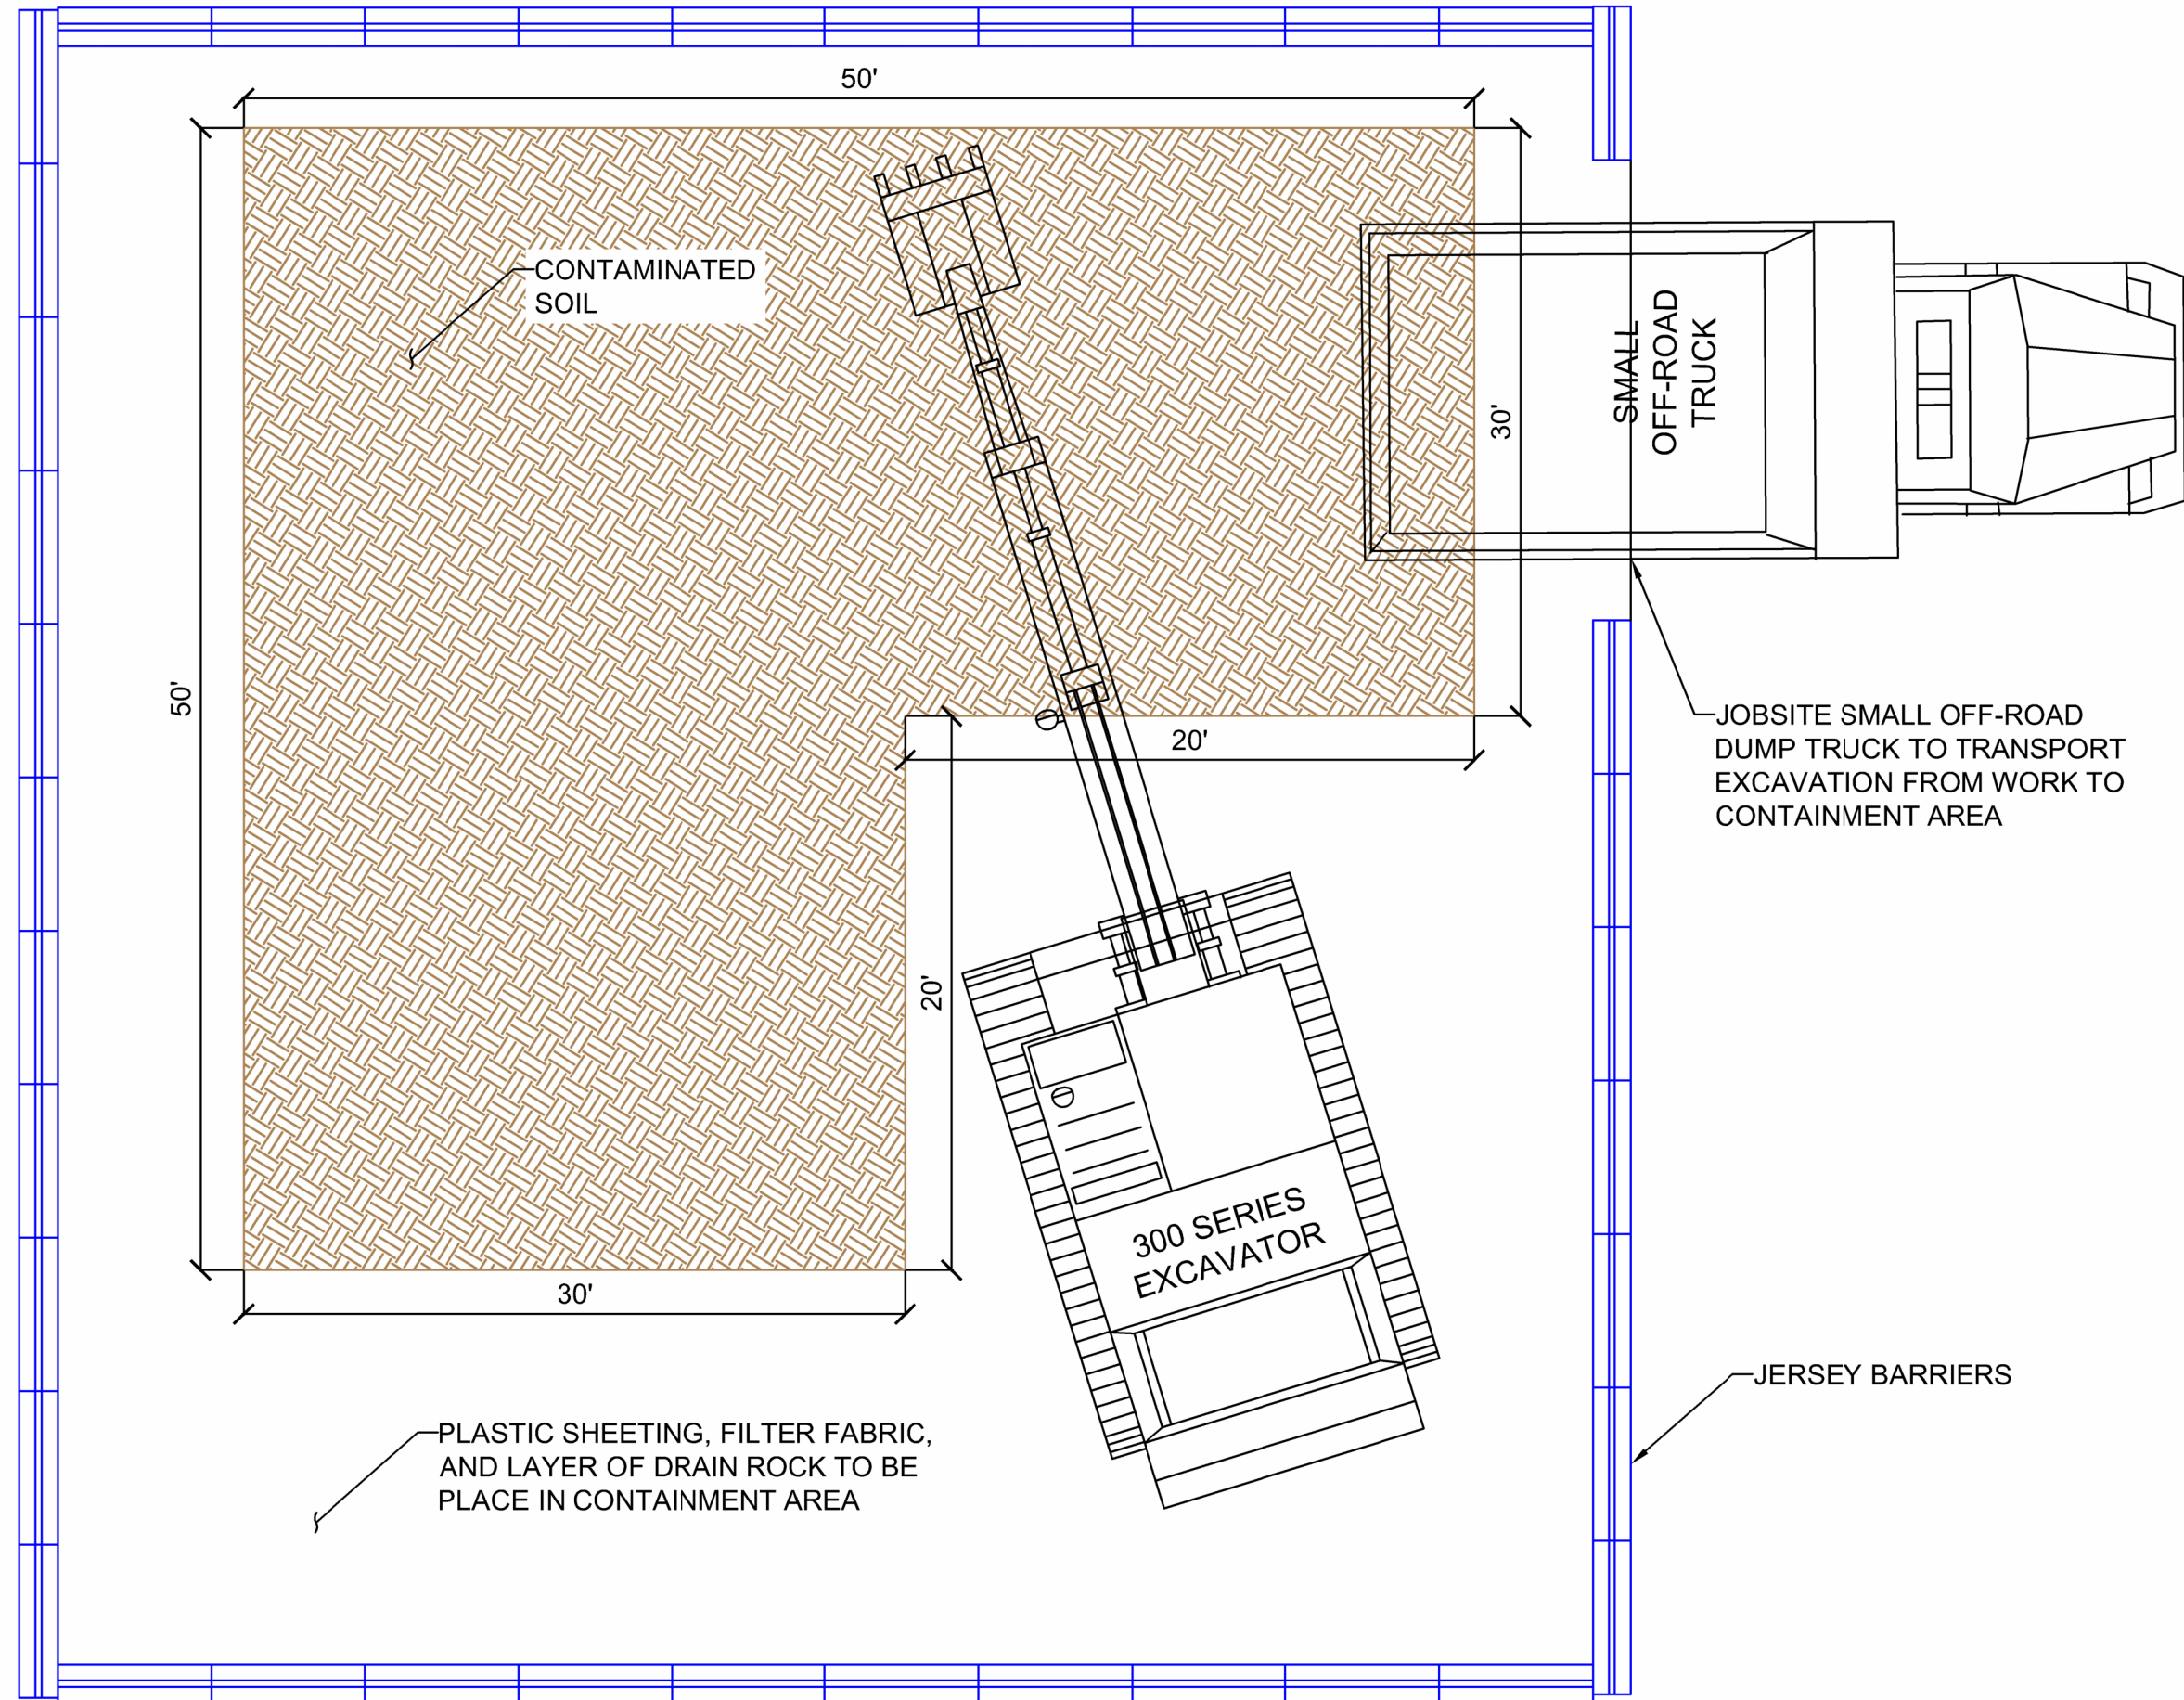 50'
CONTAMINATED
SOIL
SMALL
OFF-ROAD
TRUCK
30'
50'
20'
JOBSITE SMALL OFF-ROAD
DUMP TRUCK TO TRANSPORT
EXCAVATION FROM WORK TO
CONTAINMENT AREA
20'
300 SERIES
EXCAVATOR
30'
JERSEY BARRIERS
PLASTIC SHEETING, FILTER FABRIC,
AND LAYER OF DRAIN ROCK TO BE
PLACE IN CONTAINMENT AREA